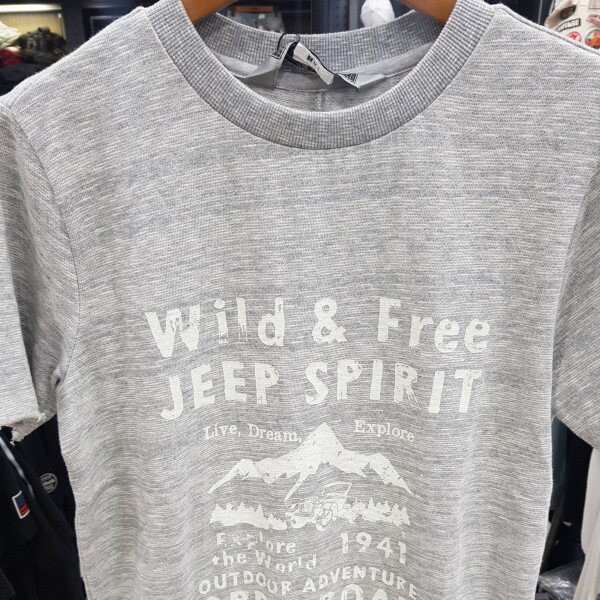 Wild & Free
JEEP SPIRIT
Live, Dream, Explore
Explore 1941
the World
OUTDOOR ADVENTURE